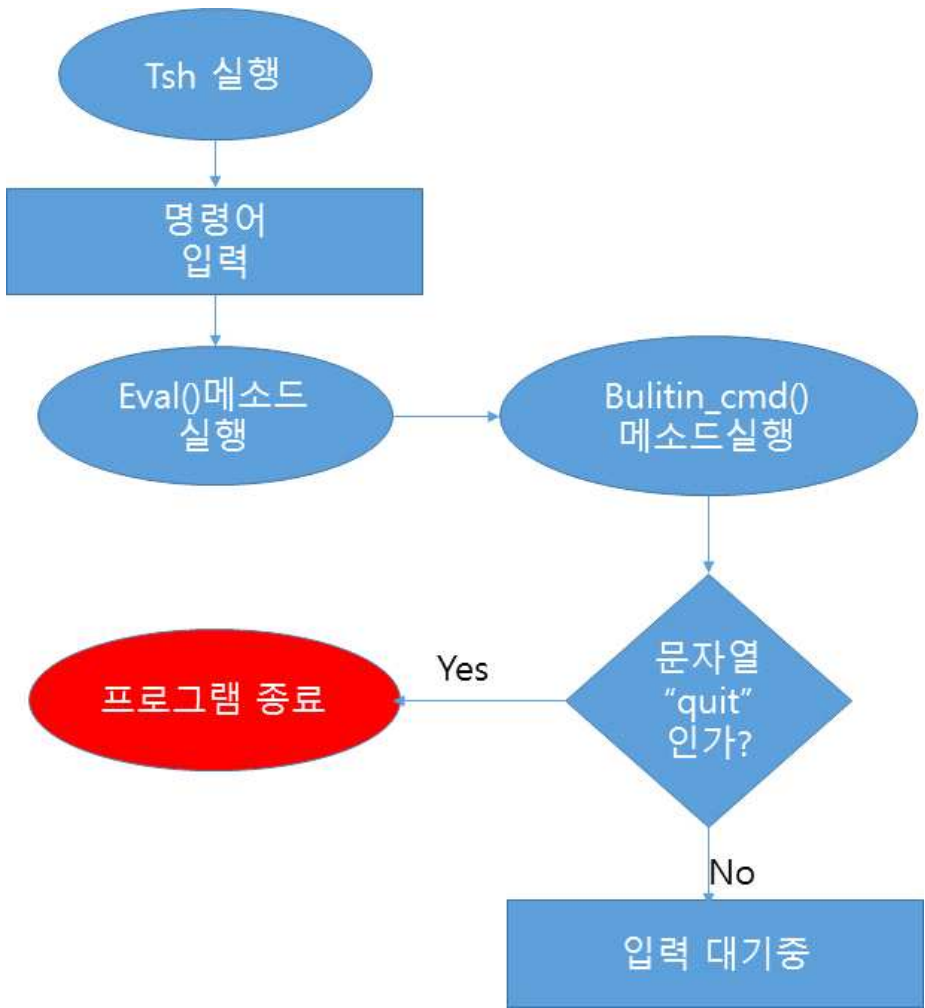 Tsh 실행
명령어
입력
Eval()메소드
실행
Bulitin_cmd()
메소드실행
문자열
“quit”
인가?
Yes
프로그램 종료
No
입력 대기중